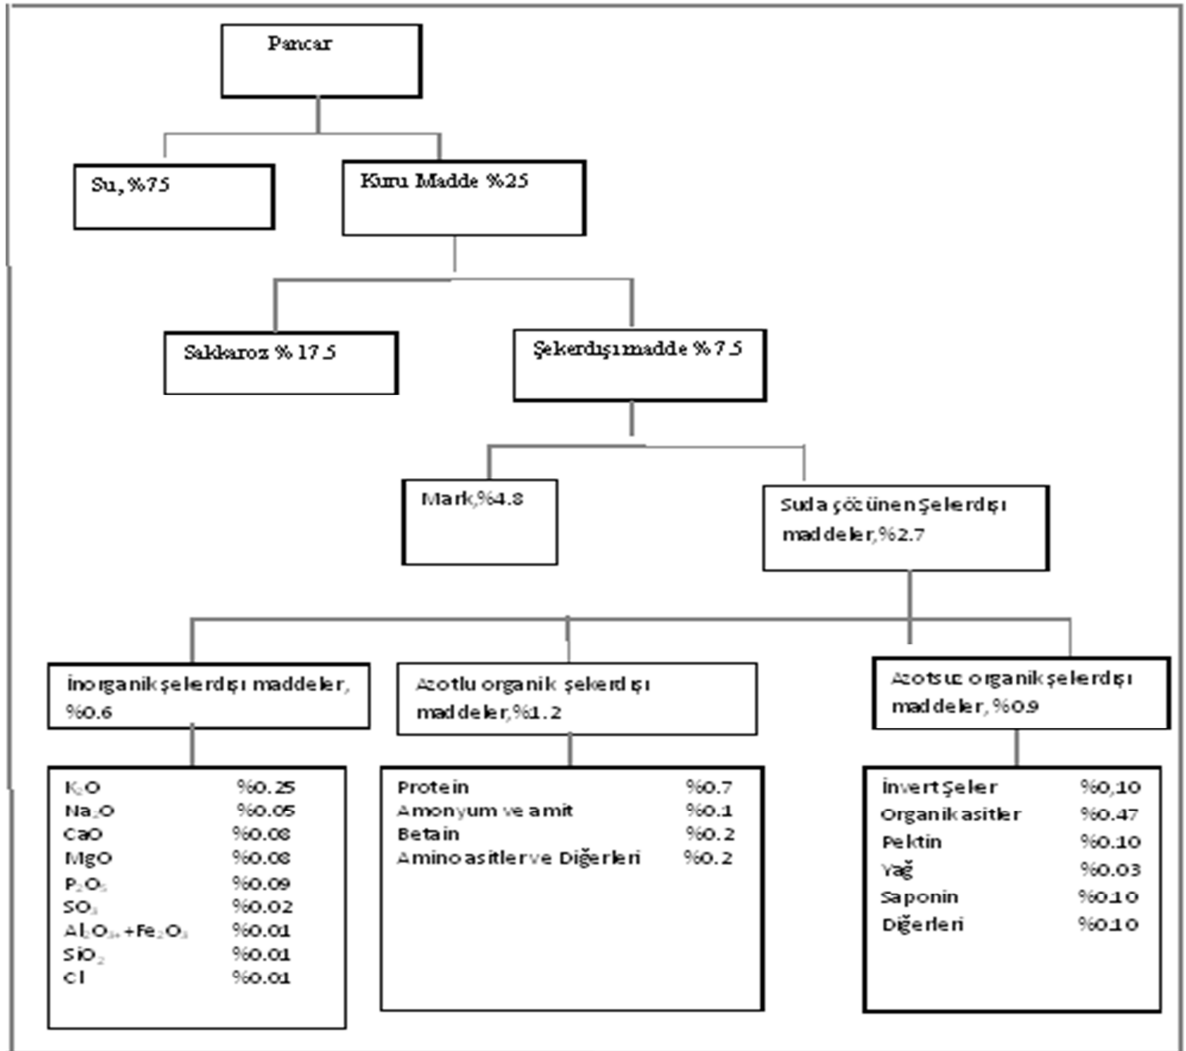 Pancar
Su, %75
Kuru Madde %25
Sakkaroz % 17.5
Şekerdışı madde % 7.5
Mark,%4.8
Suda çözünen Şekerdışı
maddeler,%2.7
İnorganik şekerdışı maddeler,
%0.6
Azotlu organik şekerdışı
maddeler,%1.2
Azotsuz organik şekerdışı
maddeler, %0.9
K₂O %0.25
Na₂O %0.05
CaO %0.08
MgO %0.08
P₂O₅ %0.09
SO₃ %0.02
Al₂O₃+ +Fe₂O₃ %0.01
SiO₂ %0.01
Cl %0.01
Protein %0.7
Amonyum ve amit %0.1
Betain %0.2
Amino asitler ve Diğerleri %0.2
İnvert Şeler %0,10
Organik asitler %0.47
Pektin %0.10
Yağ %0.03
Saponin %0.10
Diğerleri %0.10